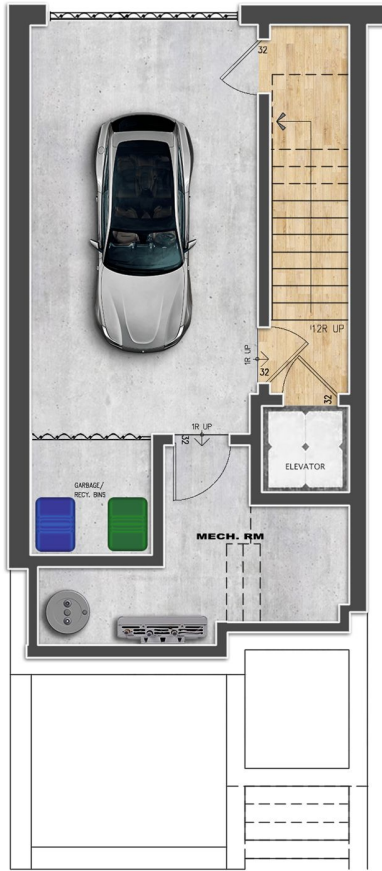 32
12R UP
1R UP
32
32
1R UP
32
ELEVATOR
GARBAGE/
RECY. BINS
MECH. RM